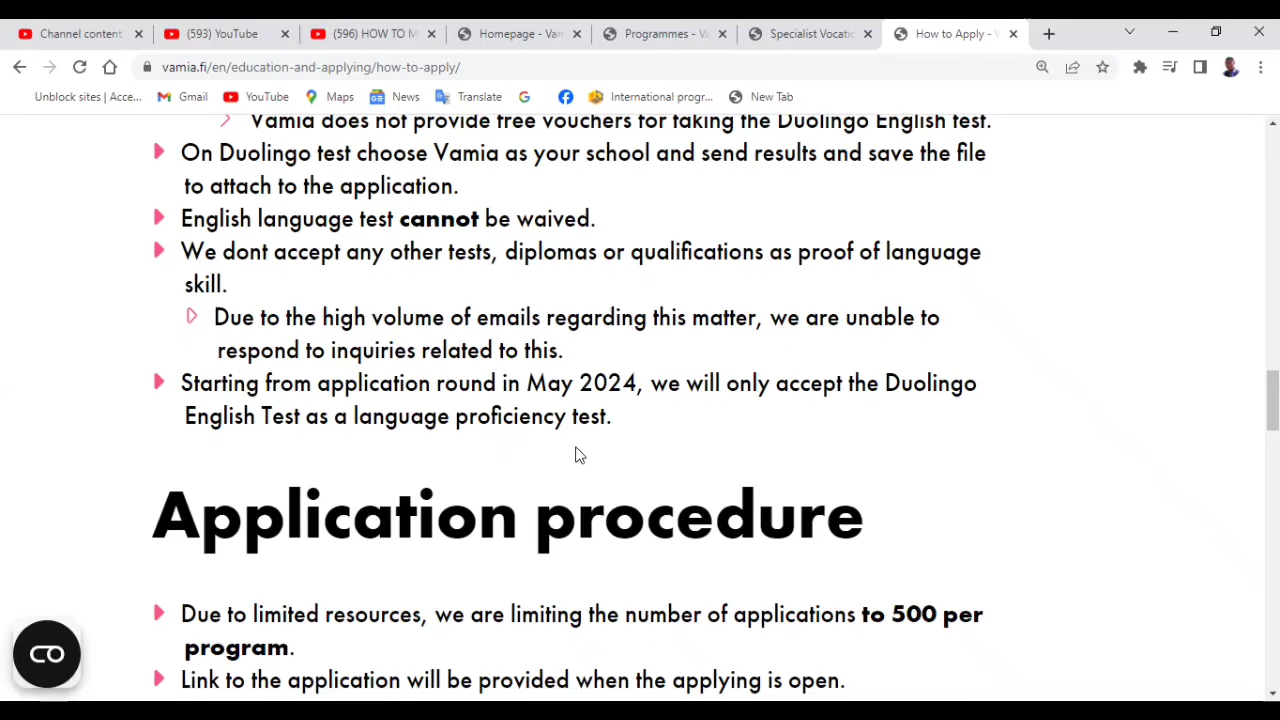 Channel content
(593) YouTube
(596) HOW TO M
Homepage - Van
Programmes - Va
Specialist Vocatio
How to Apply - V
vamia.fi/en/education-and-applying/how-to-apply/
Unblock sites | Acce...
Gmail
YouTube
Maps
News
Translate
International progr...
New Tab
Vamia does not provide free vouchers for taking the Duolingo English test.
On Duolingo test choose Vamia as your school and send results and save the file
to attach to the application.
English language test cannot be waived.
We dont accept any other tests, diplomas or qualifications as proof of language
skill.
Due to the high volume of emails regarding this matter, we are unable to
respond to inquiries related to this.
Starting from application round in May 2024, we will only accept the Duolingo
English Test as a language proficiency test.
Application procedure
Due to limited resources, we are limiting the number of applications to 500 per
program.
Link to the application will be provided when the applying is open.